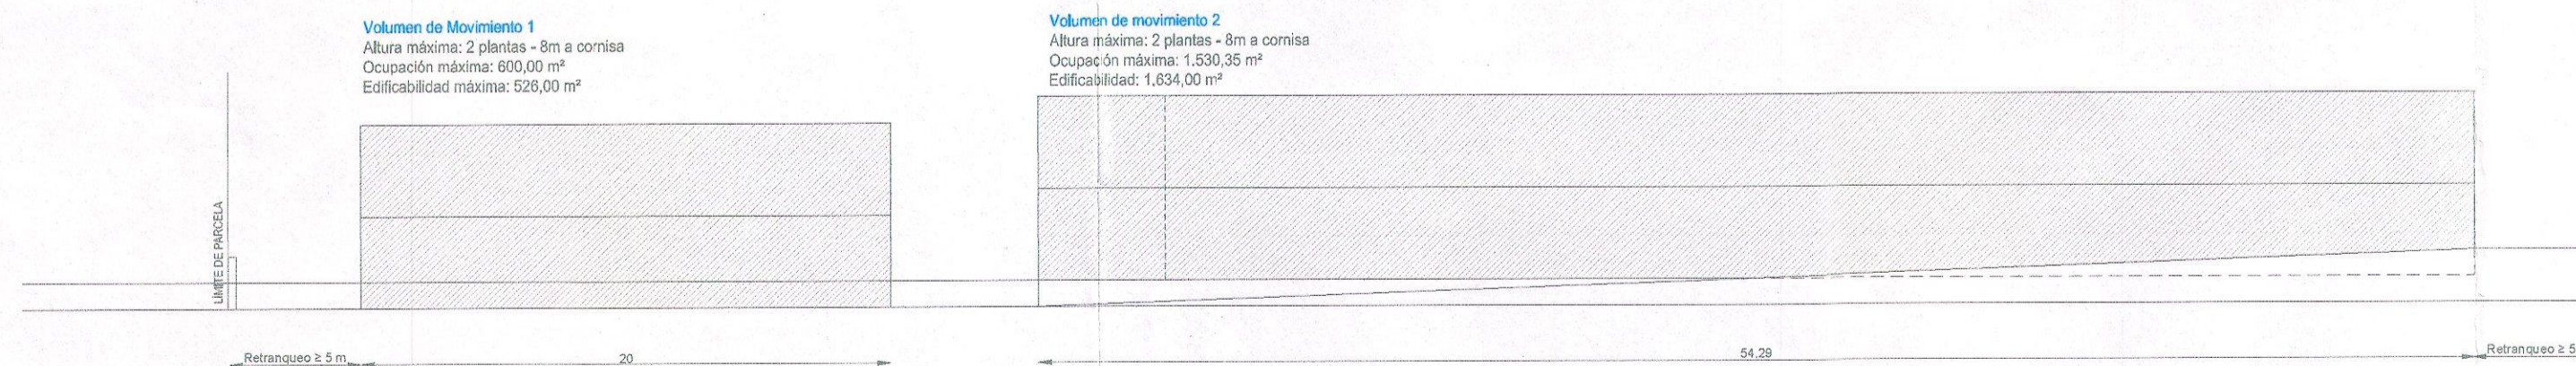 Volumen de Movimiento 1
Altura máxima: 2 plantas - 8m a cornisa
Ocupación máxima: 600,00 m²
Edificabilidad máxima: 526,00 m²
Volumen de movimiento 2
Altura máxima: 2 plantas - 8m a cornisa
Ocupación máxima: 1.530,35 m²
Edificabilidad: 1.634,00 m²
LÍMITE DE PARCELA
Retranqueo ≥ 5 m
20
54.29
Retranqueo ≥ 5